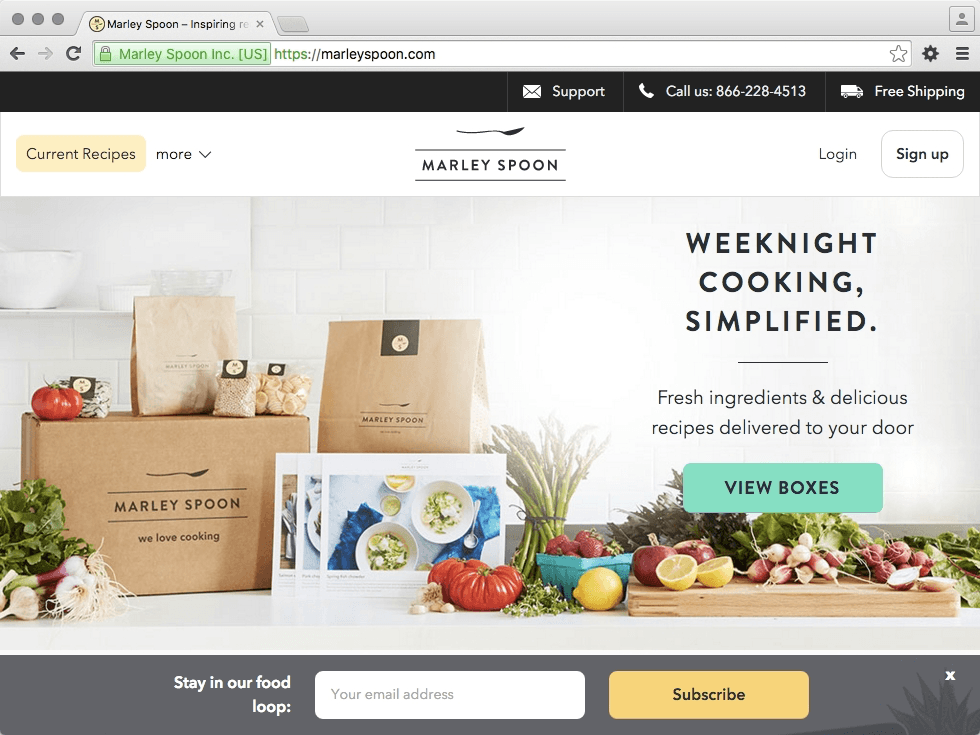 Marley Spoon – Inspiring re
Marley Spoon Inc. [US] https://marleyspoon.com
Support
Call us: 866-228-4513
Free Shipping
Current Recipes
more
MARLEY SPOON
Login
Sign up
WEEKNIGHT
COOKING,
SIMPLIFIED.
Fresh ingredients & delicious
recipes delivered to your door
VIEW BOXES
MARLEY SPOON
MARLEY SPOON
we love cooking
MARLEY SPOON
we love cooking
Stay in our food
loop:
Your email address
Subscribe
x